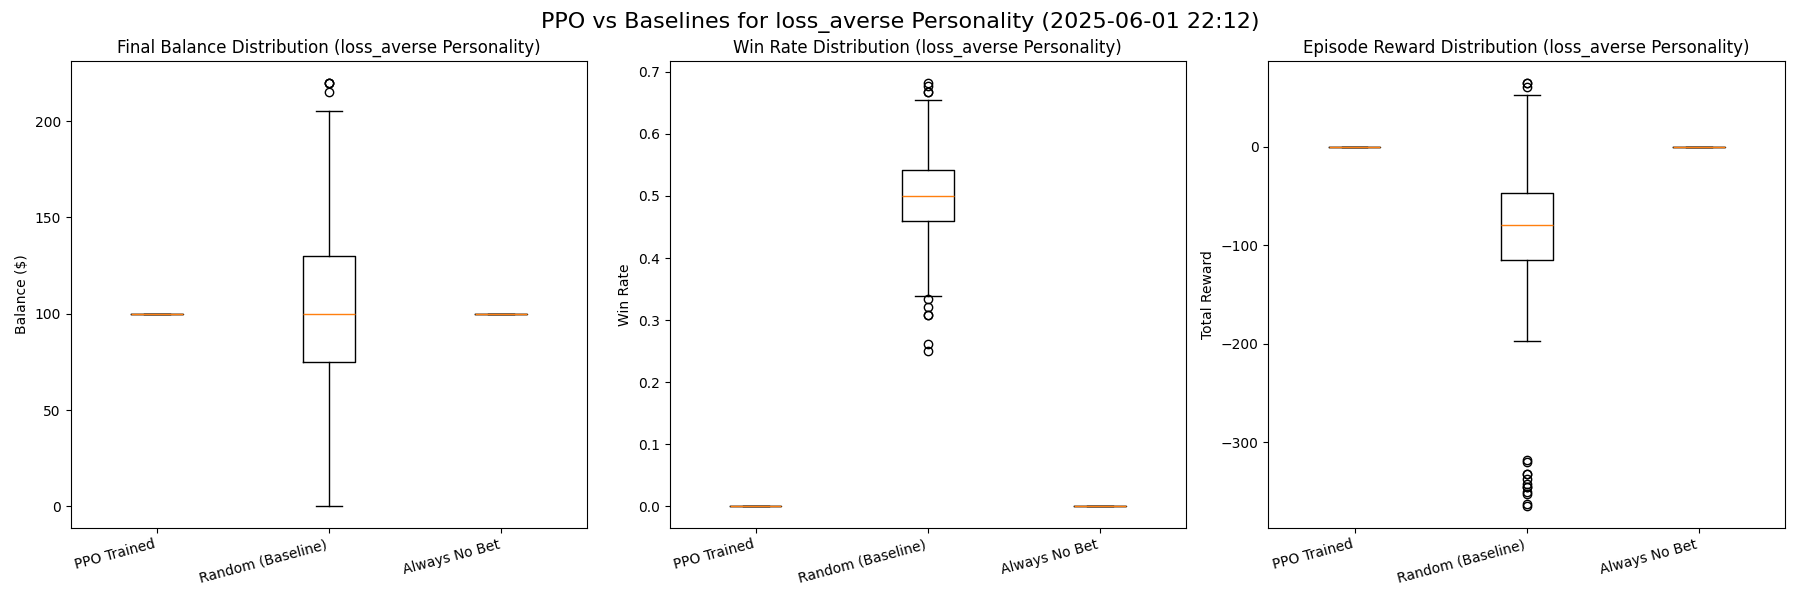 PPO vs Baselines for loss_averse Personality (2025-06-01 22:12)
Final Balance Distribution (loss_averse Personality)
Balance ($)
200
150
100
50
0
PPO Trained
Random (Baseline)
Always No Bet
Win Rate Distribution (loss_averse Personality)
Win Rate
0.7
0.6
0.5
0.4
0.3
0.2
0.1
0.0
PPO Trained
Random (Baseline)
Always No Bet
Episode Reward Distribution (loss_averse Personality)
Total Reward
0
−100
−200
−300
PPO Trained
Random (Baseline)
Always No Bet